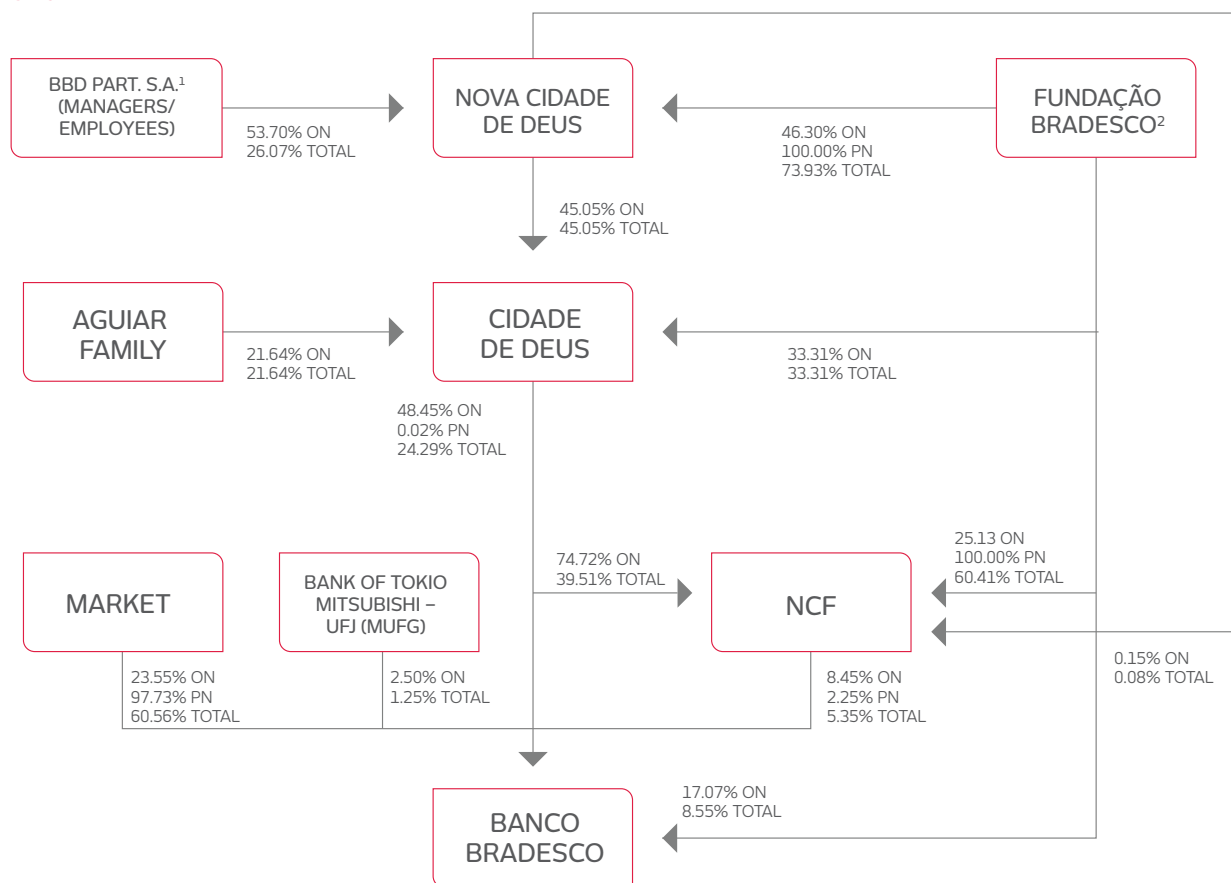 BBD PART. S.A.¹
(MANAGERS/
EMPLOYEES)
53.70% ON
26.07% TOTAL
NOVA CIDADE
DE DEUS
46.30% ON
100.00% PN
73.93% TOTAL
FUNDAÇÃO
BRADESCO²
45.05% ON
45.05% TOTAL
AGUIAR
FAMILY
21.64% ON
21.64% TOTAL
CIDADE
DE DEUS
33.31% ON
33.31% TOTAL
48.45% ON
0.02% PN
24.29% TOTAL
MARKET
BANK OF TOKIO
MITSUBISHI –
UFJ (MUFG)
74.72% ON
39.51% TOTAL
NCF
25.13 ON
100.00% PN
60.41% TOTAL
0.15% ON
0.08% TOTAL
23.55% ON
97.73% PN
60.56% TOTAL
2.50% ON
1.25% TOTAL
8.45% ON
2.25% PN
5.35% TOTAL
BANCO
BRADESCO
17.07% ON
8.55% TOTAL